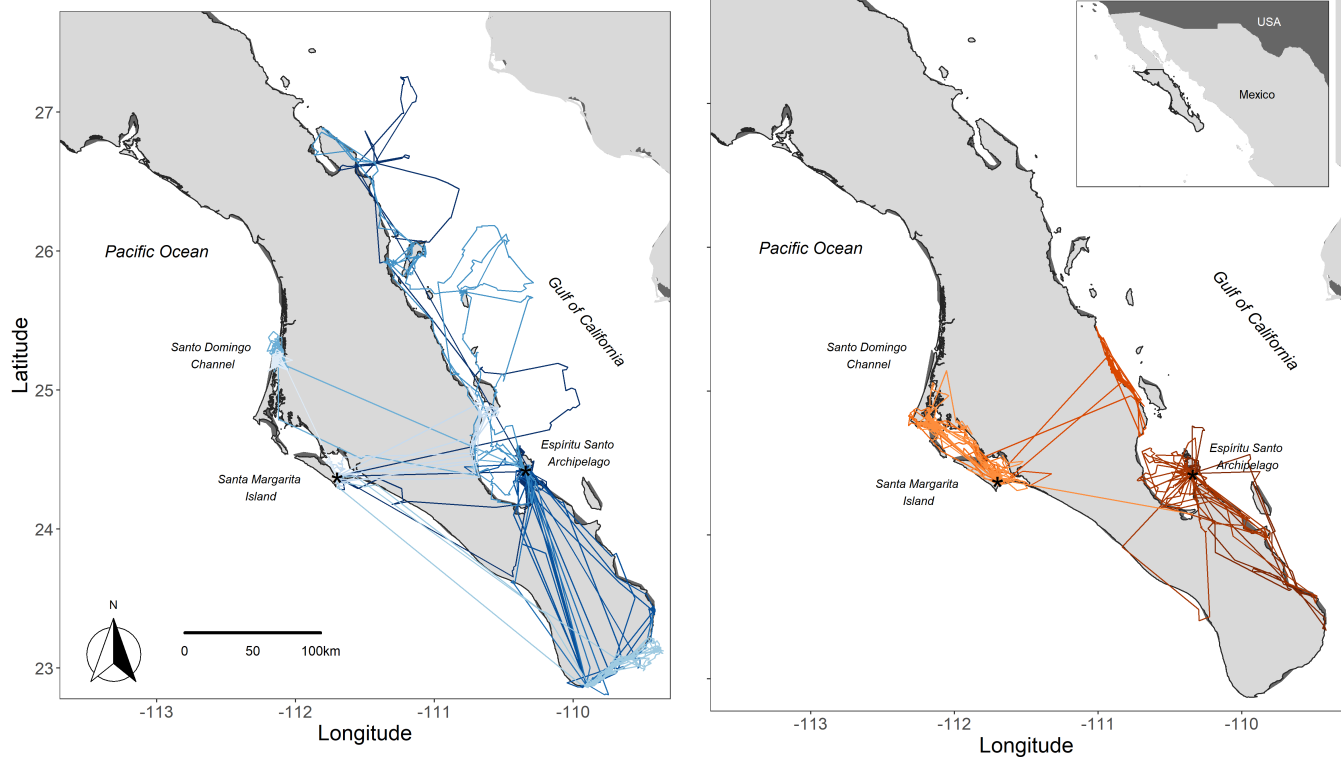 27
26
25
24
23
Latitude
Pacific Ocean
Gulf of California
Santo Domingo
Channel
Espíritu Santo
Archipelago
Santa Margarita
Island
N
0 50 100km
-113 -112 -111 -110
Longitude
USA
Mexico
Pacific Ocean
Gulf of California
Santo Domingo
Channel
Espíritu Santo
Archipelago
Santa Margarita
Island
-113 -112 -111 -110
Longitude